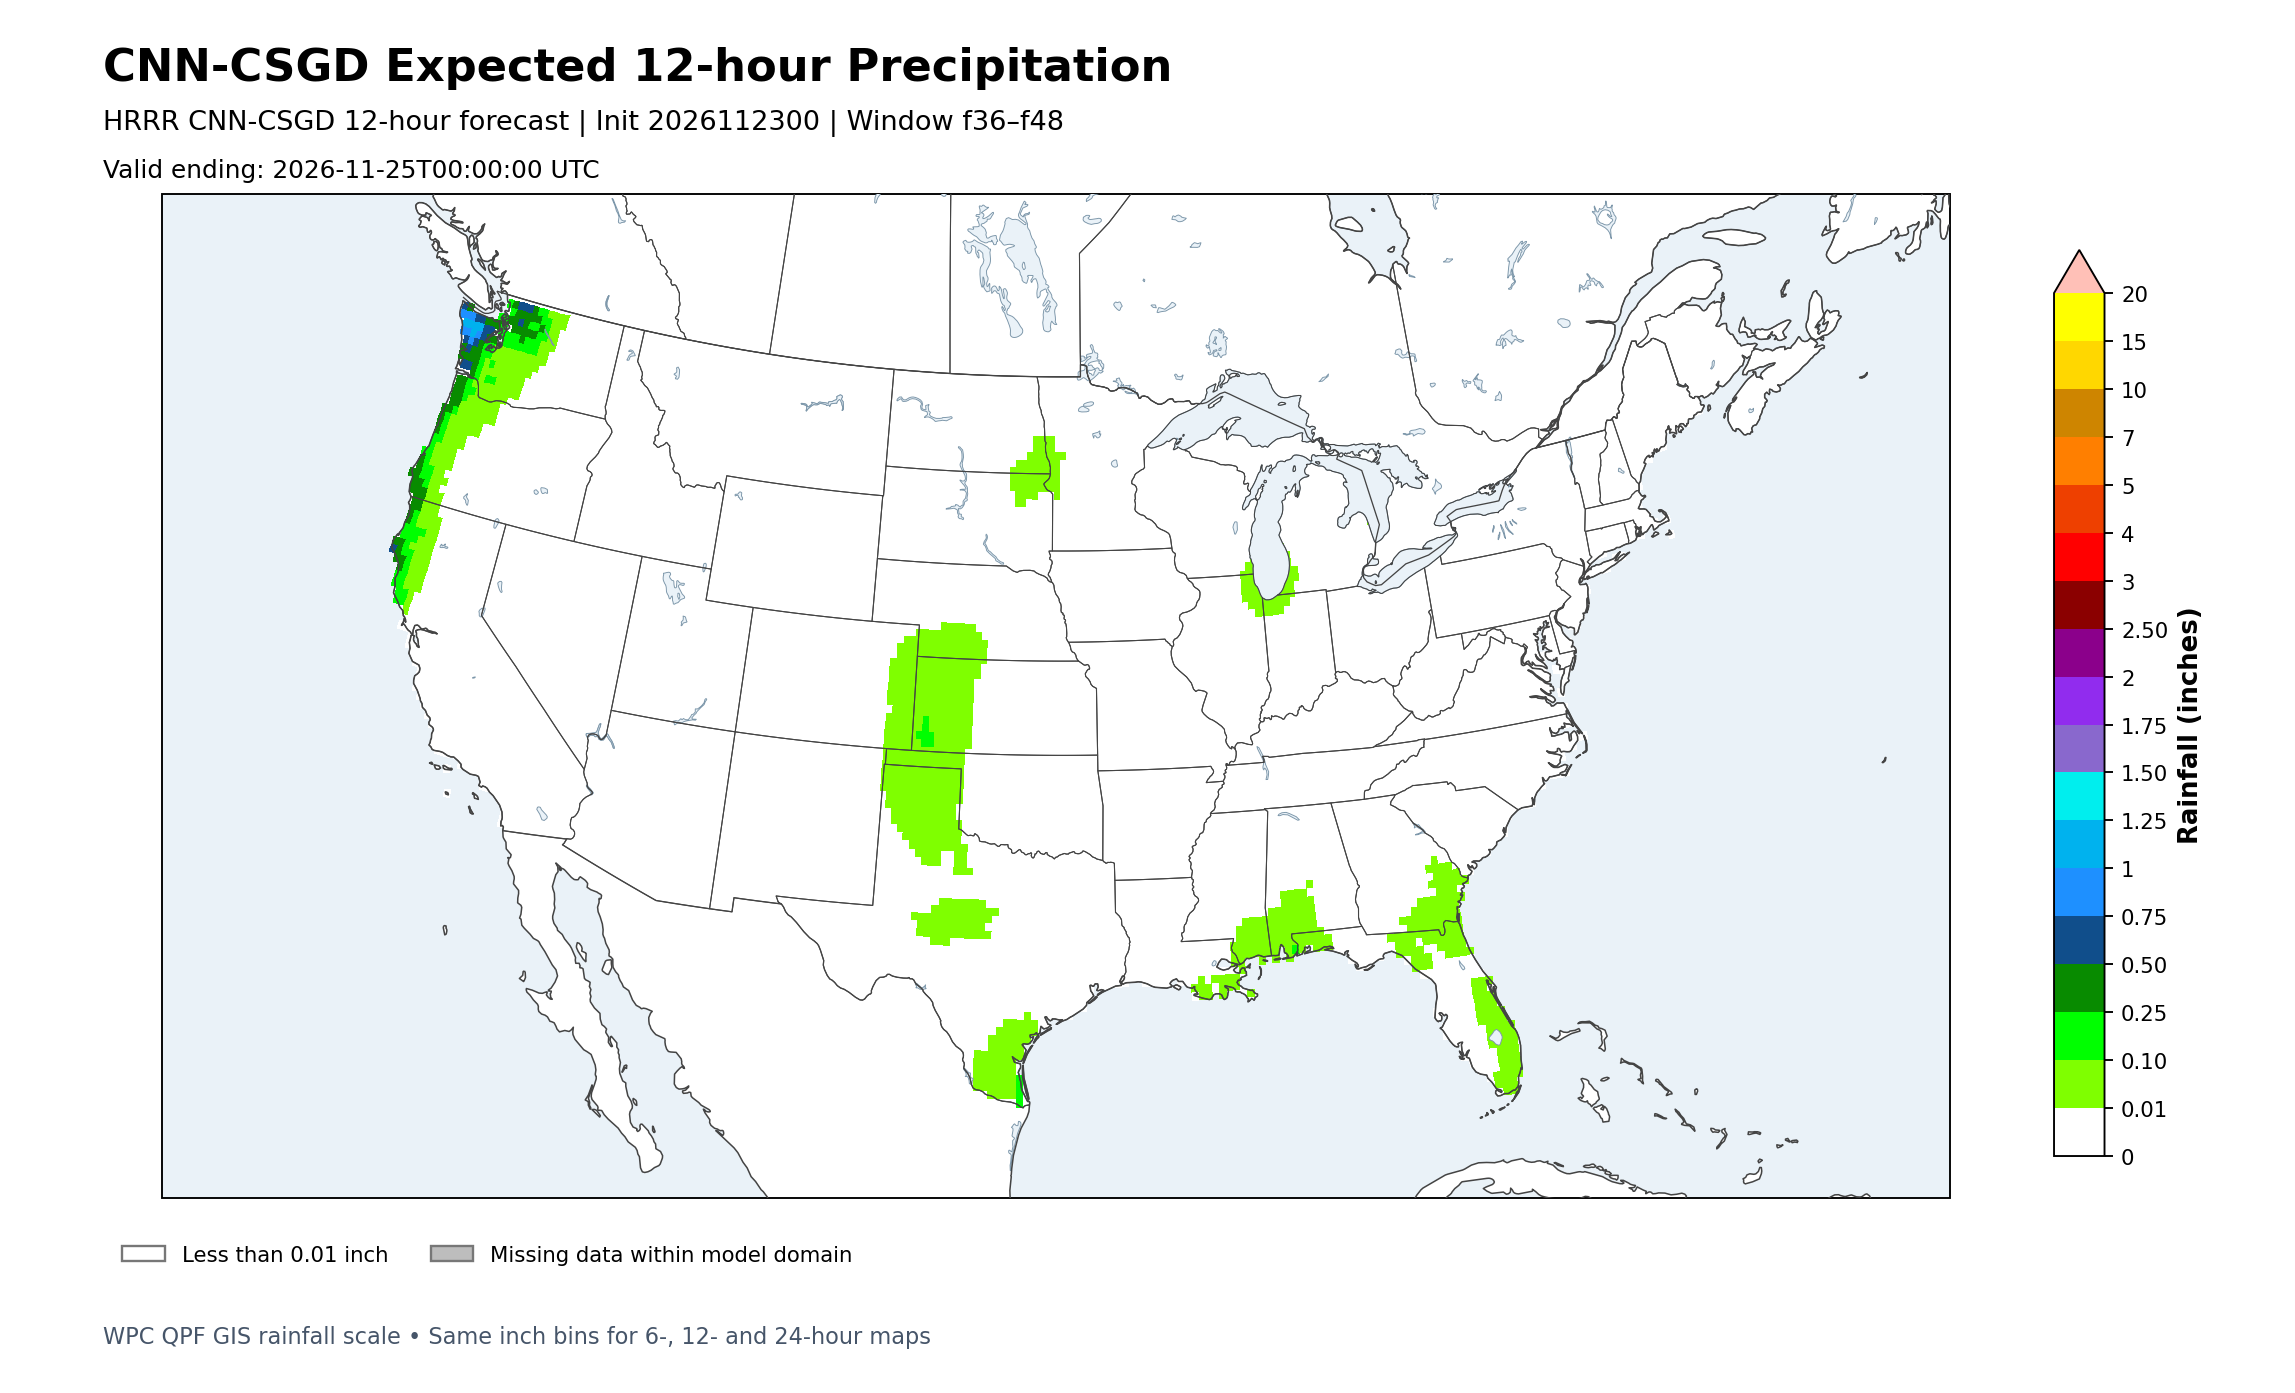 CNN-CSGD Expected 12-hour Precipitation
HRRR CNN-CSGD 12-hour forecast | Init 2026112300 | Window f36–f48
Valid ending: 2026-11-25T00:00:00 UTC
20
15
10
7
5
4
3
2.50
2
1.75
1.50
1.25
1
0.75
0.50
0.25
0.10
0.01
0
Rainfall (inches)
Less than 0.01 inch
Missing data within model domain
WPC QPF GIS rainfall scale • Same inch bins for 6-, 12- and 24-hour maps